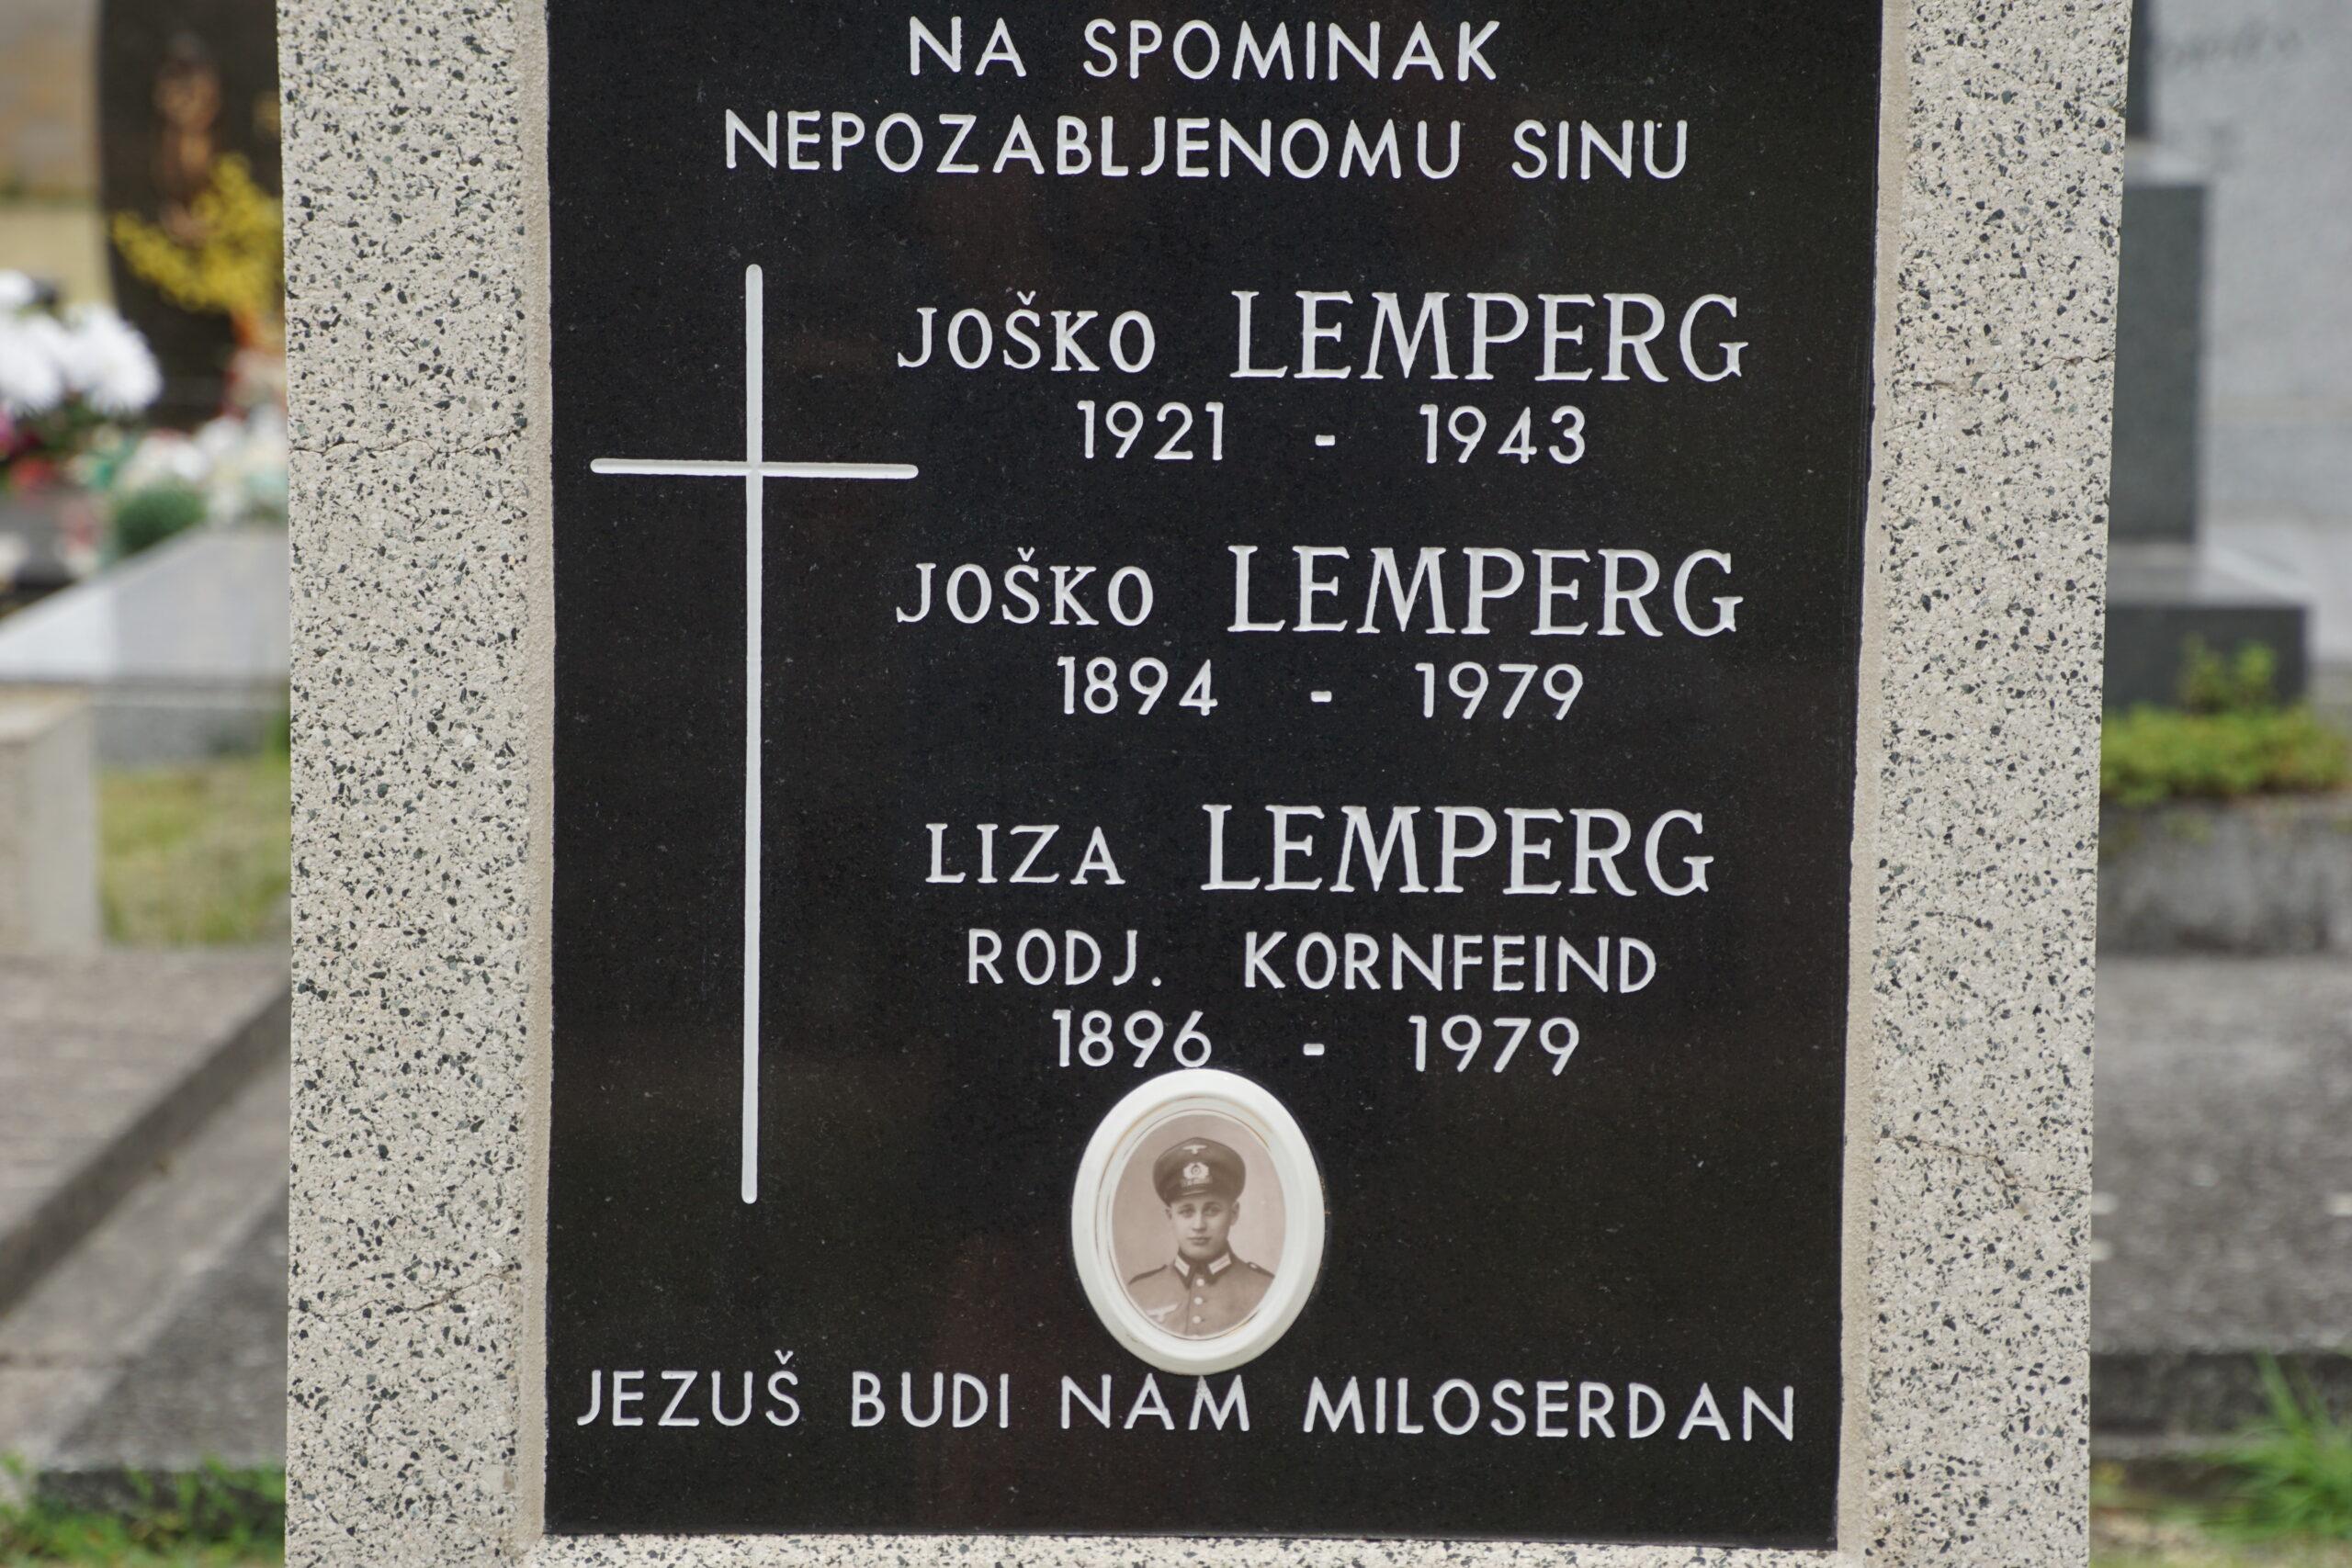 NA SPOMINAK
NEPOZABLJENOMU SINU
JOŠKO LEMPERG
1921 - 1943
JOŠKO LEMPERG
1894 - 1979
LIZA LEMPERG
RODJ. KORNFEIND
1896 - 1979
JEZUŠ BUDI NAM MILOSERDAN